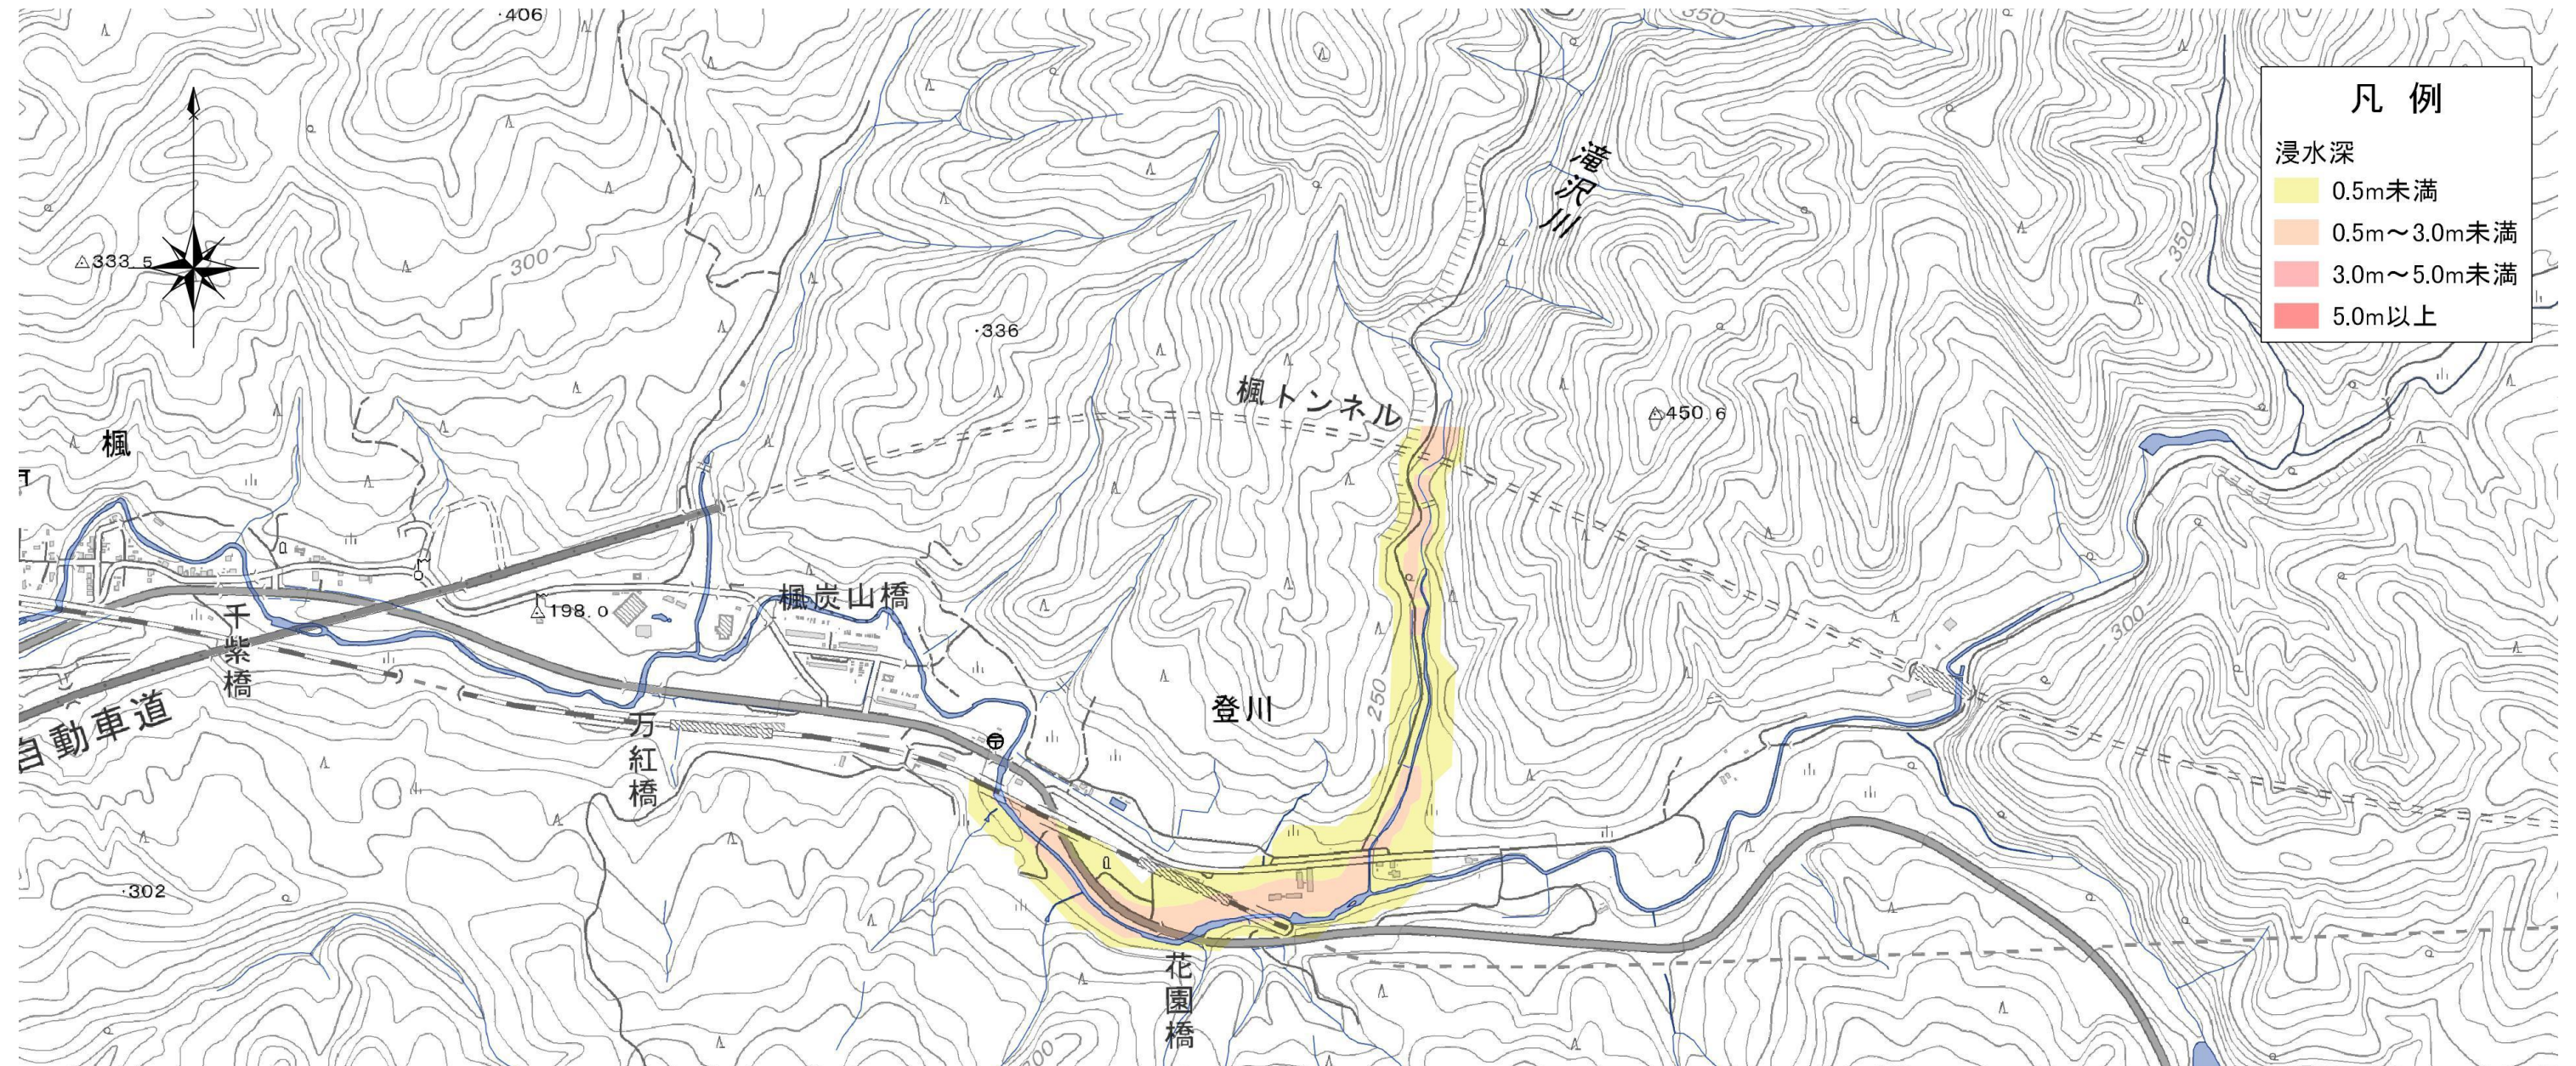 ・406
350
凡 例
浸水深
0.5m未満
0.5m～3.0m未満
3.0m～5.0m未満
5.0m以上
滝沢川
333.5
300
350
・336
楓トンネル
450.6
楓
198.0
楓炭山橋
千紫橋
300
自動車道
万紅橋
登川
250
・302
花園橋